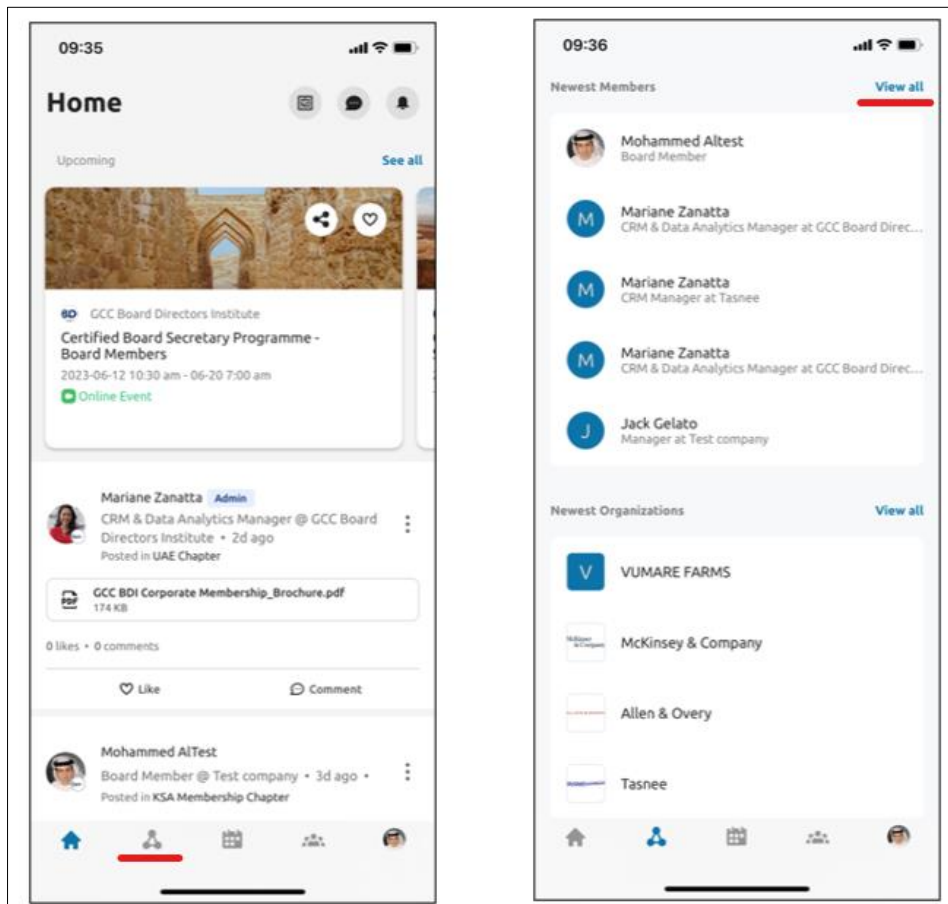 09:35
Home
Upcoming
See all
BD GCC Board Directors Institute
Certified Board Secretary Programme -
Board Members
2023-06-12 10:30 am - 06-20 7:00 am
Online Event
Mariane Zanatta Admin
CRM & Data Analytics Manager @ GCC Board
Directors Institute • 2d ago
Posted in UAE Chapter
PDF
GCC BDI Corporate Membership_Brochure.pdf
174 KB
0 likes • 0 comments
Like
Comment
Mohammed AlTest
Board Member @ Test company • 3d ago •
Posted in KSA Membership Chapter
09:36
Newest Members
View all
Mohammed Altest
Board Member
M
Mariane Zanatta
CRM & Data Analytics Manager at GCC Board Direc...
M
Mariane Zanatta
CRM Manager at Tasnee
M
Mariane Zanatta
CRM & Data Analytics Manager at GCC Board Direc...
J
Jack Gelato
Manager at Test company
Newest Organizations
View all
V
VUMARE FARMS
McKinsey
& Company
McKinsey & Company
Allen & Overy
Tasnee